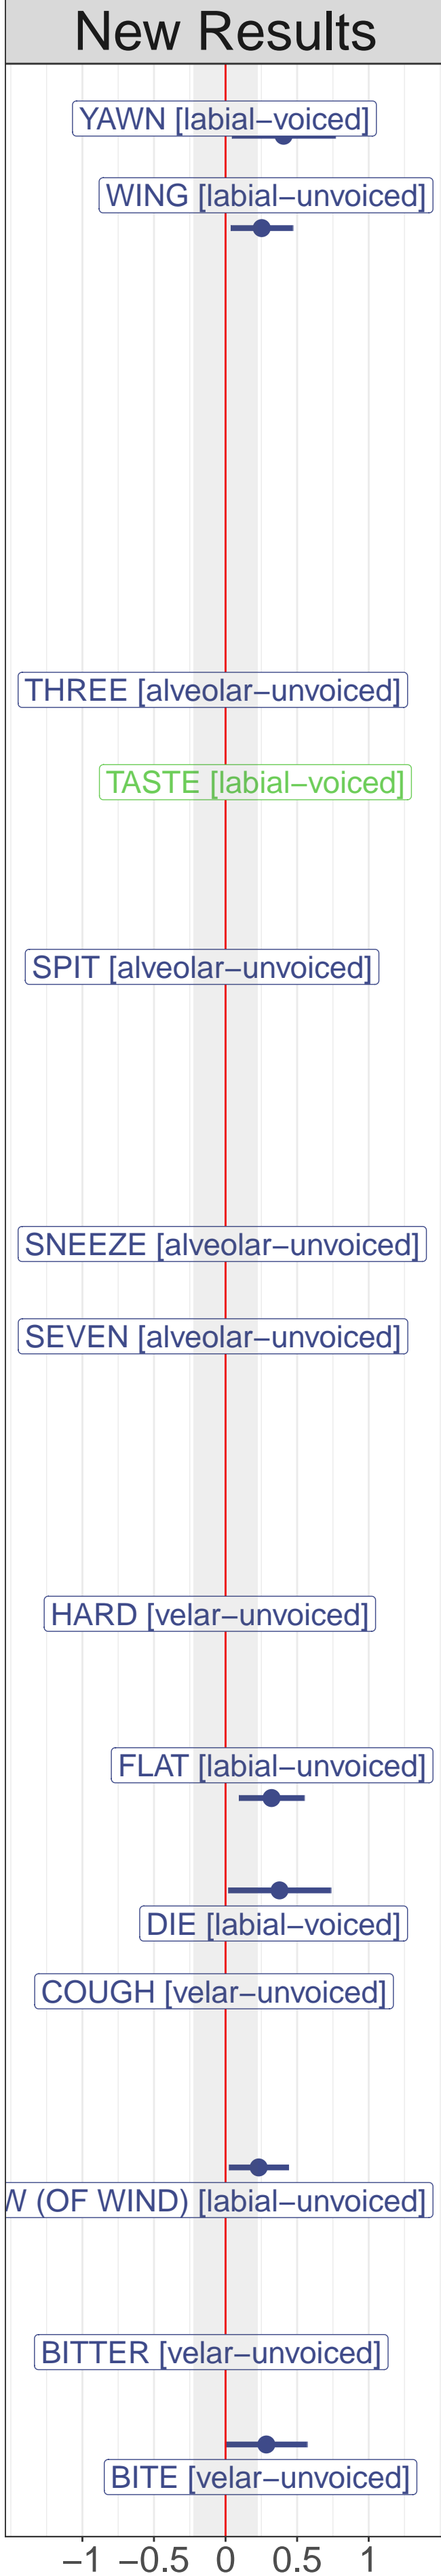 New Results
YAWN [labial−voiced]
WING [labial−unvoiced]
THREE [alveolar−unvoiced]
TASTE [labial−voiced]
SPIT [alveolar−unvoiced]
SNEEZE [alveolar−unvoiced]
SEVEN [alveolar−unvoiced]
HARD [velar−unvoiced]
FLAT [labial−unvoiced]
DIE [labial−voiced]
COUGH [velar−unvoiced]
W (OF WIND) [labial−unvoiced]
BITTER [velar−unvoiced]
BITE [velar−unvoiced]
−1 −0.5 0 0.5 1